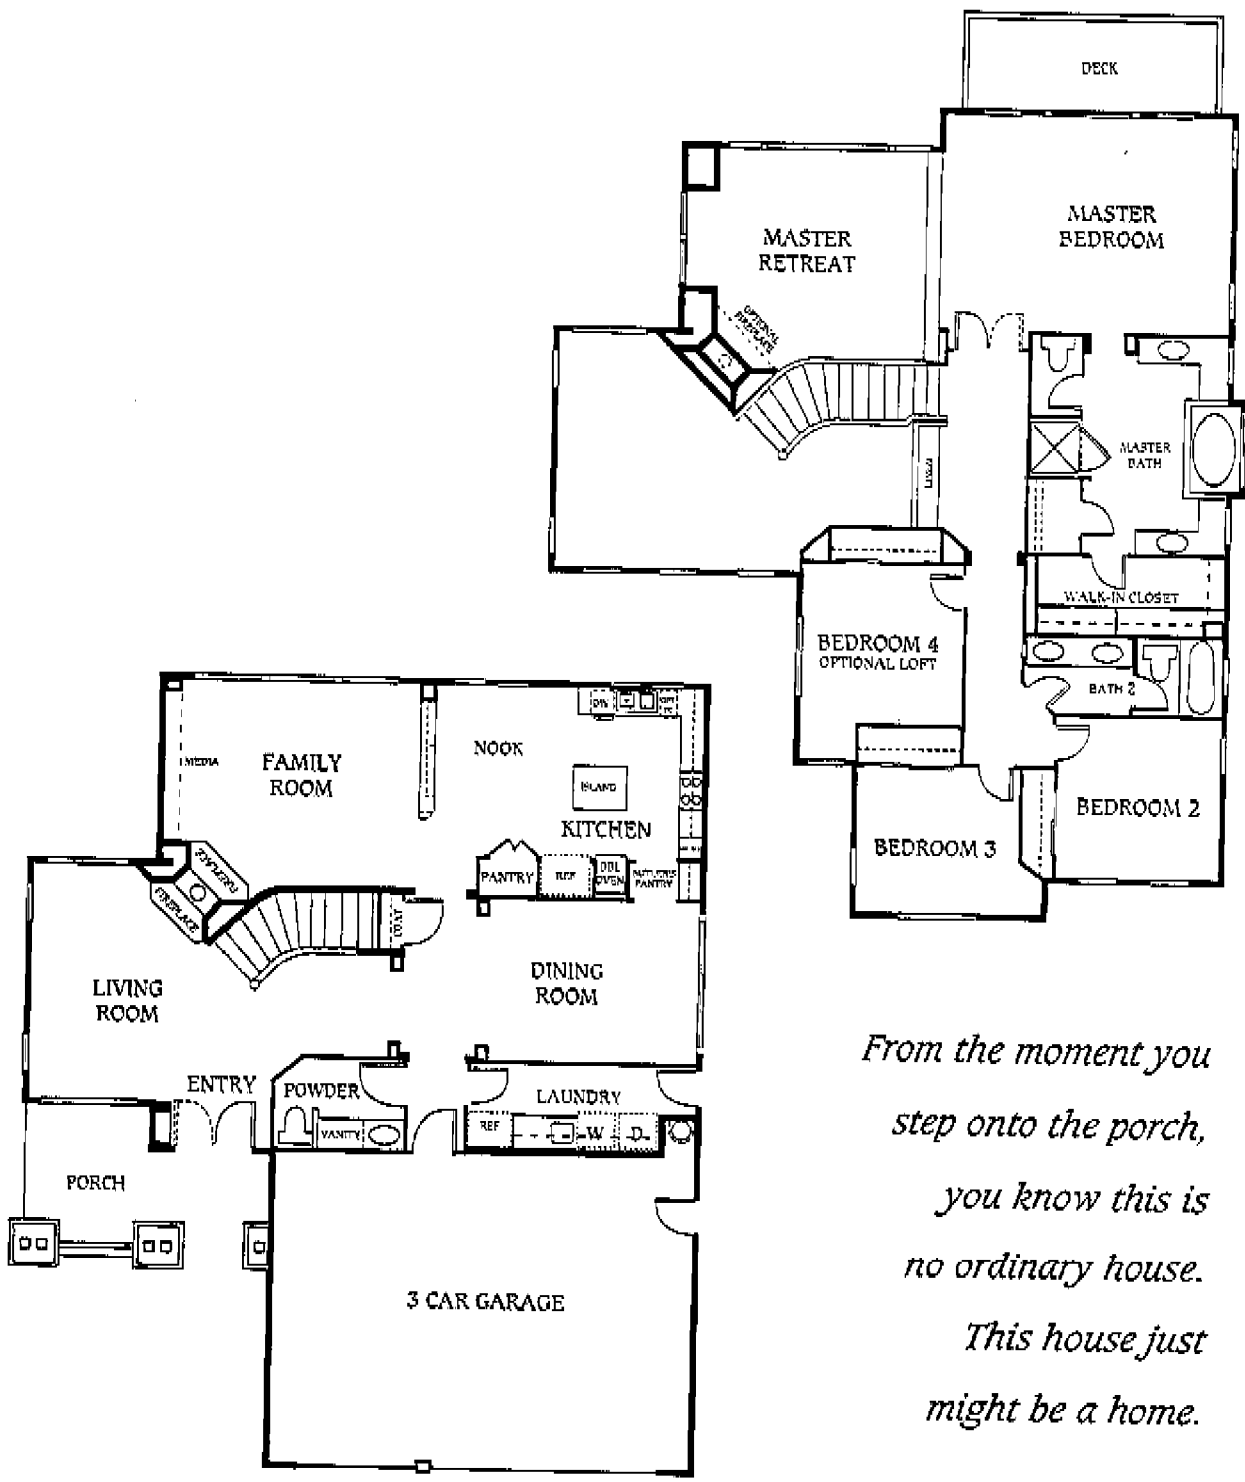 DECK
MASTER
BEDROOM
MASTER
RETREAT
OPTIONAL
FIREPLACE
MASTER
BATH
LINEN
WALK-IN CLOSET
BEDROOM 4
OPTIONAL LOFT
BATH 2
BEDROOM 2
BEDROOM 3
MEDIA
FAMILY
ROOM
NOOK
DW
ISLAND
KITCHEN
FIREPLACE
FIREPLACE
PANTRY
REF
DBL
OVEN
BUTLER'S
PANTRY
COAT
LIVING
ROOM
DINING
ROOM
ENTRY
POWDER
VANITY
LAUNDRY
REF
W
D
PORCH
3 CAR GARAGE
From the moment you
step onto the porch,
you know this is
no ordinary house.
This house just
might be a home.